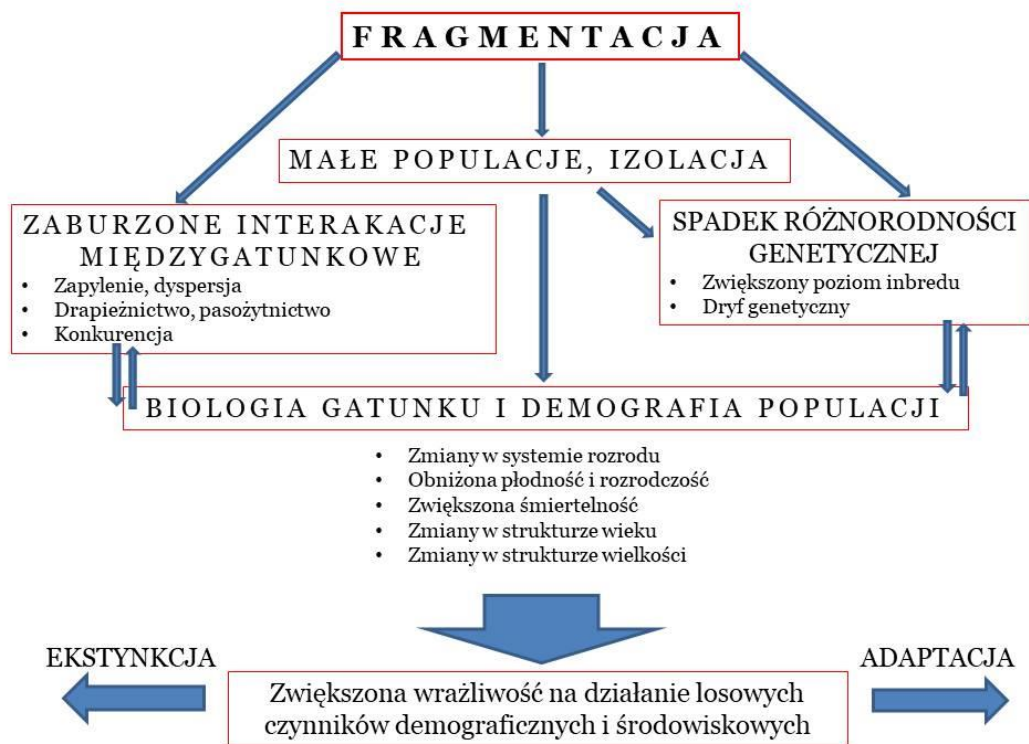 FRAGMENTACJA
MAŁE POPULACJE, IZOLACJA
ZABURZONE INTERAKACJE
MIĘDZYGATUNKOWE
• Zapylenie, dyspersja
• Drapieżnictwo, pasożytnictwo
• Konkurencja
SPADEK RÓŻNORODNOŚCI
GENETYCZNEJ
• Zwiększony poziom inbredu
• Dryf genetyczny
BIOLOGIA GATUNKU I DEMOGRAFIA POPULACJI
• Zmiany w systemie rozrodu
• Obniżona płodność i rozrodczość
• Zwiększona śmiertelność
• Zmiany w strukturze wieku
• Zmiany w strukturze wielkości
EKSTYNKCJA
ADAPTACJA
Zwiększona wrażliwość na działanie losowych
czynników demograficznych i środowiskowych